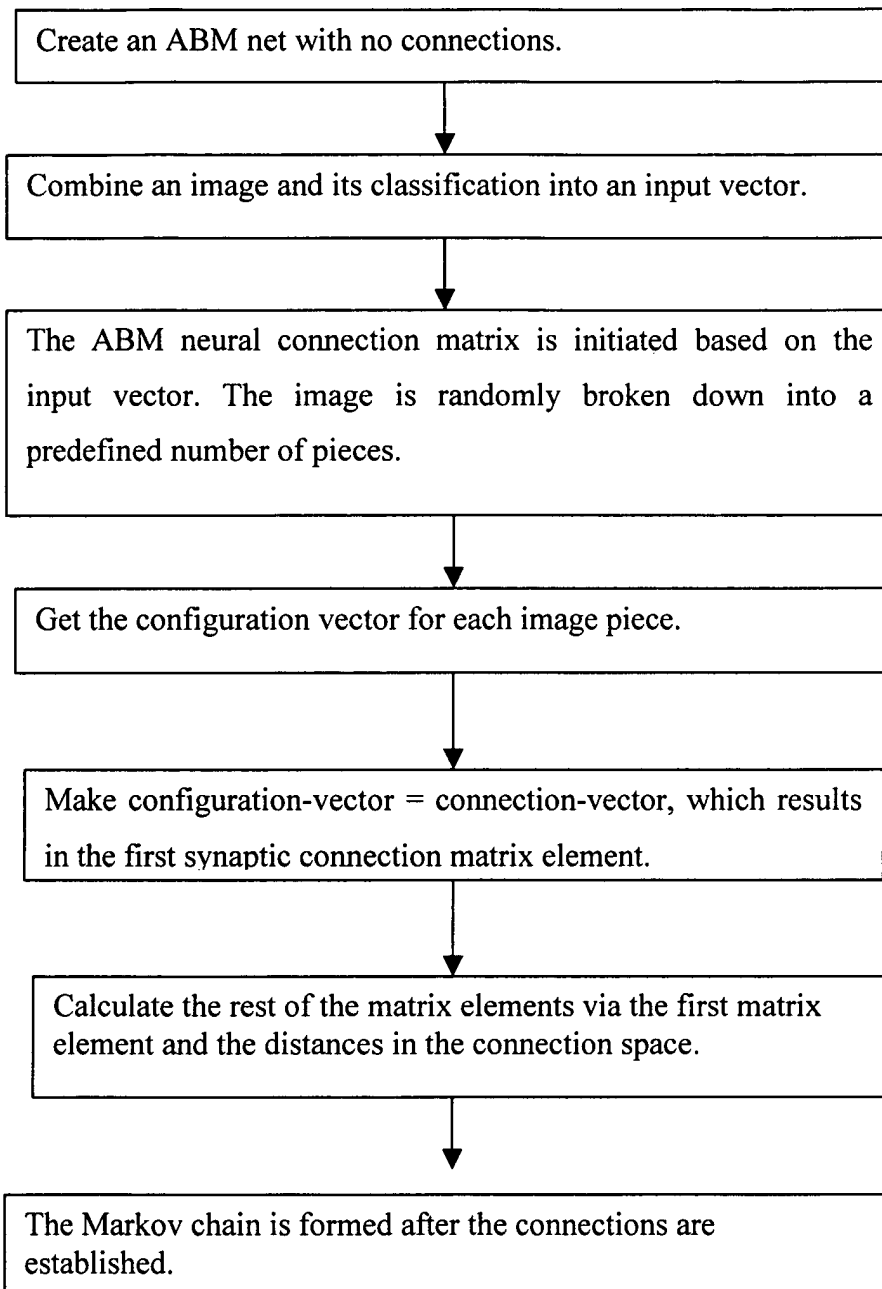 Create an ABM net with no connections.
Combine an image and its classification into an input vector.
The ABM neural connection matrix is initiated based on the
input vector. The image is randomly broken down into a
predefined number of pieces.
Get the configuration vector for each image piece.
Make configuration-vector = connection-vector, which results
in the first synaptic connection matrix element.
Calculate the rest of the matrix elements via the first matrix
element and the distances in the connection space.
The Markov chain is formed after the connections are
established.